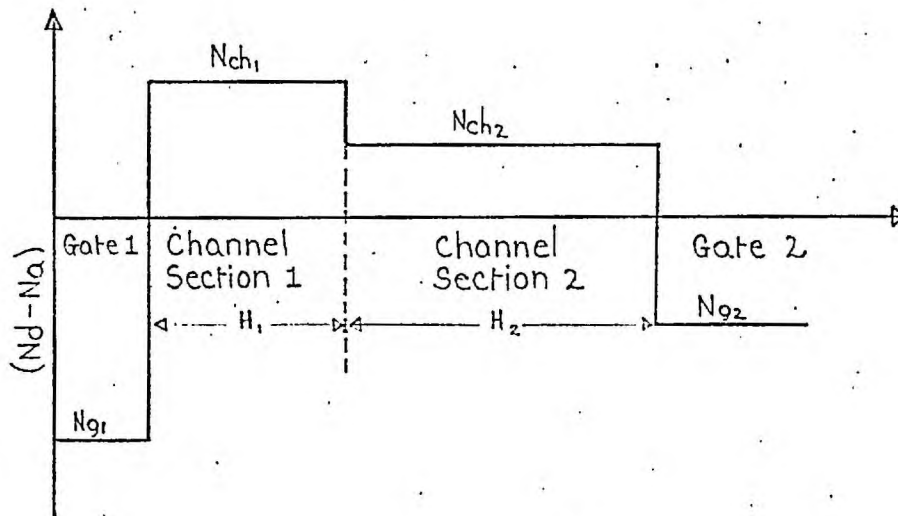 Nch₁
Nch₂
Gate 1
Channel
Section 1
Channel
Section 2
Gate 2
(Nd-Na)
H₁
H₂
Ng₁
Ng₂